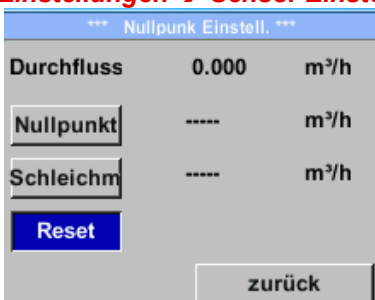 Einstellungen → Sensor Einste
*** Nullpunk Einstell. ***
Durchfluss 0.000 m³/h
Nullpunkt ----- m³/h
Schleichm ----- m³/h
Reset
zurück